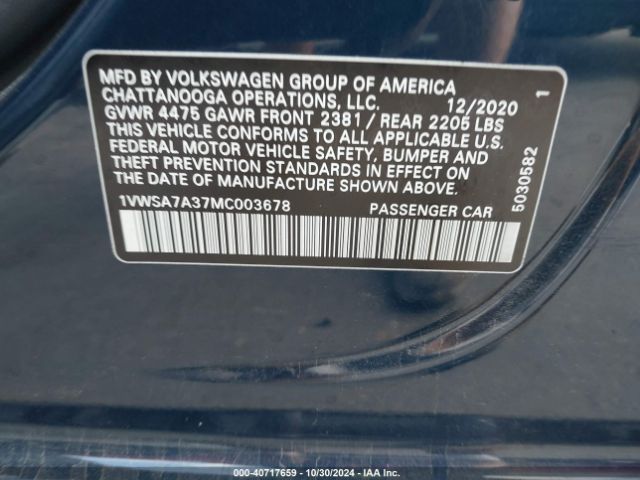 MFD BY VOLKSWAGEN GROUP OF AMERICA
CHATTANOOGA OPERATIONS, LLC. 12/2020 1
GVWR 4475 GAWR FRONT 2381 / REAR 2205 LBS
THIS VEHICLE CONFORMS TO ALL APPLICABLE U.S.
FEDERAL MOTOR VEHICLE SAFETY, BUMPER AND
THEFT PREVENTION STANDARDS IN EFFECT ON
THE DATE OF MANUFACTURE SHOWN ABOVE.
1VWSA7A37MC003678 PASSENGER CAR
5030582
000-40717659 - 10/30/2024 - IAA, Inc.